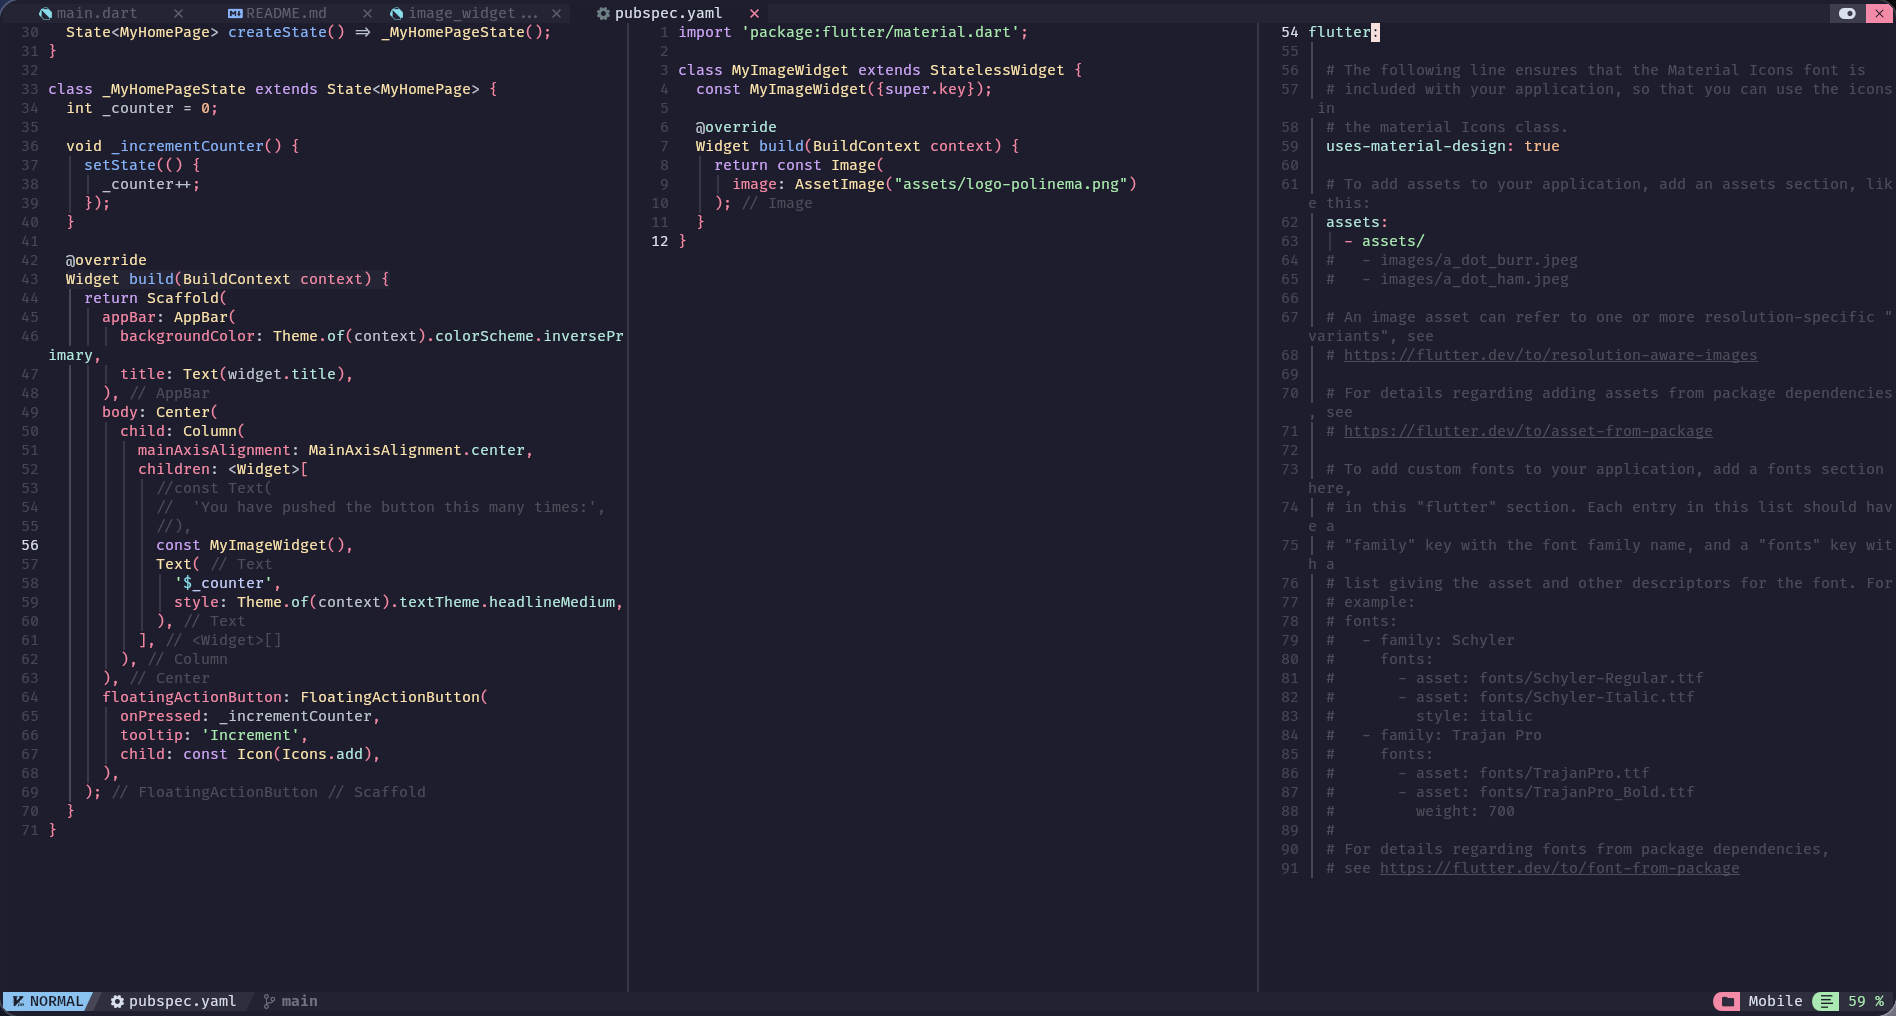 main.dart ✕ README.md ✕ image_widget... ✕ pubspec.yaml ✕
30   State<MyHomePage> createState() => _MyHomePageState();
31 }
32
33 class _MyHomePageState extends State<MyHomePage> {
34   int _counter = 0;
35
36   void _incrementCounter() {
37     setState(() {
38       _counter++;
39     });
40   }
41
42   @override
43   Widget build(BuildContext context) {
44     return Scaffold(
45       appBar: AppBar(
46         backgroundColor: Theme.of(context).colorScheme.inversePr
imary,
47         title: Text(widget.title),
48       ), // AppBar
49       body: Center(
50         child: Column(
51           mainAxisAlignment: MainAxisAlignment.center,
52           children: <Widget>[
53             //const Text(
54             //  'You have pushed the button this many times:',
55             //),
56             const MyImageWidget(),
57             Text( // Text
58               '$_counter',
59               style: Theme.of(context).textTheme.headlineMedium,
60             ), // Text
61           ], // <Widget>[]
62         ), // Column
63       ), // Center
64       floatingActionButton: FloatingActionButton(
65         onPressed: _incrementCounter,
66         tooltip: 'Increment',
67         child: const Icon(Icons.add),
68       ),
69     ); // FloatingActionButton // Scaffold
70   }
71 }
1 import 'package:flutter/material.dart';
2
3 class MyImageWidget extends StatelessWidget {
4   const MyImageWidget({super.key});
5
6   @override
7   Widget build(BuildContext context) {
8     return const Image(
9       image: AssetImage("assets/logo-polinema.png")
10     ); // Image
11   }
12 }
54 flutter:
55
56   # The following line ensures that the Material Icons font is
57   # included with your application, so that you can use the icons
in
58   # the material Icons class.
59   uses-material-design: true
60
61   # To add assets to your application, add an assets section, lik
e this:
62   assets:
63     - assets/
64   #   - images/a_dot_burr.jpeg
65   #   - images/a_dot_ham.jpeg
66
67   # An image asset can refer to one or more resolution-specific "
variants", see
68   # https://flutter.dev/to/resolution-aware-images
69
70   # For details regarding adding assets from package dependencies
, see
71   # https://flutter.dev/to/asset-from-package
72
73   # To add custom fonts to your application, add a fonts section
here,
74   # in this "flutter" section. Each entry in this list should hav
e a
75   # "family" key with the font family name, and a "fonts" key wit
h a
76   # list giving the asset and other descriptors for the font. For
77   # example:
78   # fonts:
79   #   - family: Schyler
80   #     fonts:
81   #       - asset: fonts/Schyler-Regular.ttf
82   #       - asset: fonts/Schyler-Italic.ttf
83   #         style: italic
84   #   - family: Trajan Pro
85   #     fonts:
86   #       - asset: fonts/TrajanPro.ttf
87   #       - asset: fonts/TrajanPro_Bold.ttf
88   #         weight: 700
89   #
90   # For details regarding fonts from package dependencies,
91   # see https://flutter.dev/to/font-from-package
NORMAL pubspec.yaml main Mobile 59 %